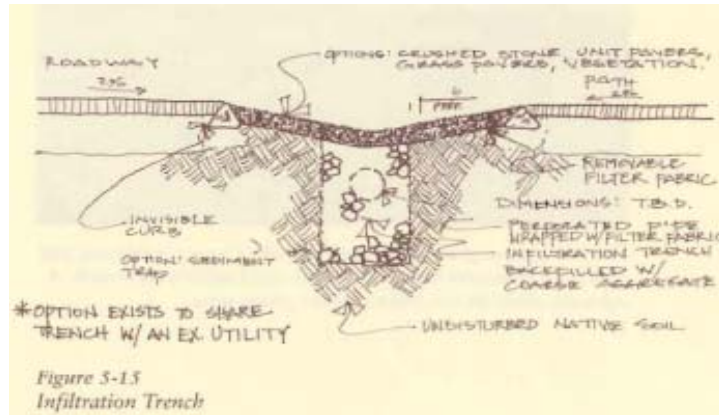 ROADWAY
2%
OPTIONS: CRUSHED STONE, UNIT PAVERS,
GRASS PAVERS, VEGETATION.
PATH
2%
6
1
REMOVABLE
FILTER FABRIC
DIMENSIONS: T.B.D.
INVISIBLE
CURB
PERFORATED PIPE
WRAPPED W/ FILTER FABRIC
OPTION: SEDIMENT
TRAP
INFILTRATION TRENCH
BACKFILLED W/
COARSE AGGREGATE
*OPTION EXISTS TO SHARE
TRENCH W/ AN EX. UTILITY
UNDISTURBED NATIVE SOIL
Figure 5-15
Infiltration Trench